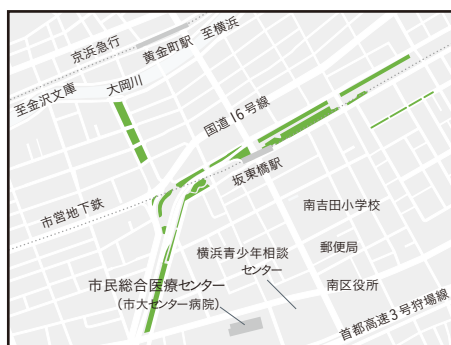 京浜急行
黄金町駅
至横浜
至金沢文庫
大岡川
国道16号線
坂東橋駅
市営地下鉄
南吉田小学校
横浜青少年相談
センター
郵便局
市民総合医療センター
(市大センター病院)
南区役所
首都高速3号狩場線